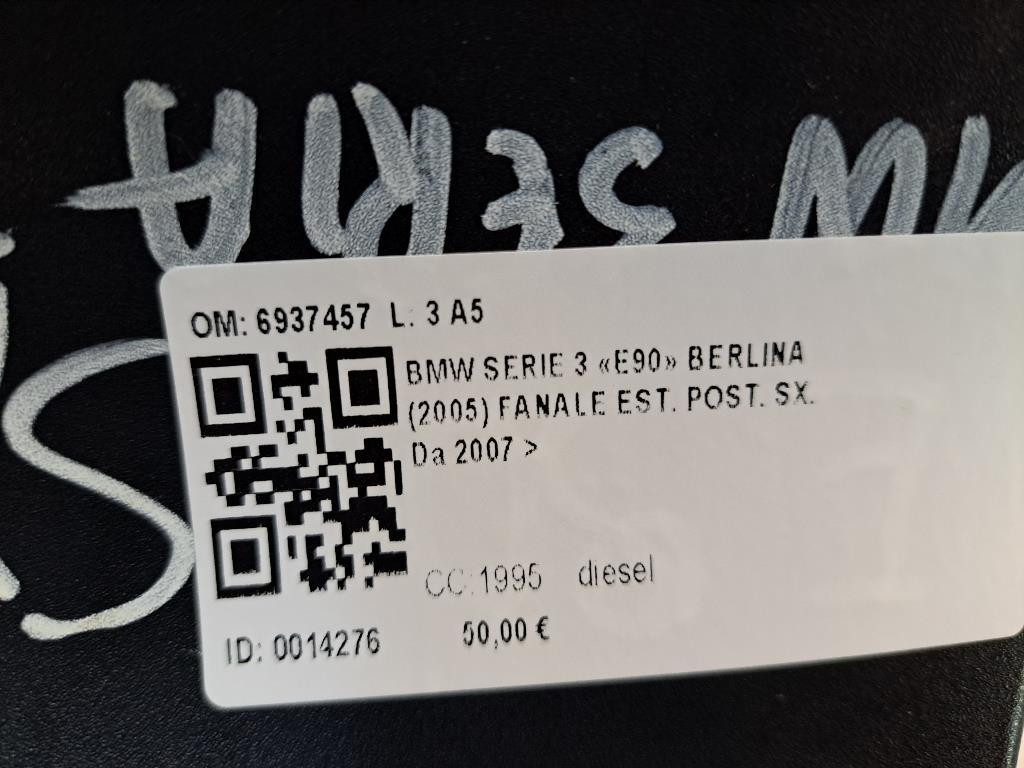 OM: 6937457 L: 3 A5
BMW SERIE 3 «E90» BERLINA
(2005) FANALE EST. POST. SX.
Da 2007 >
CC:1995 diesel
ID: 0014276 50,00 €